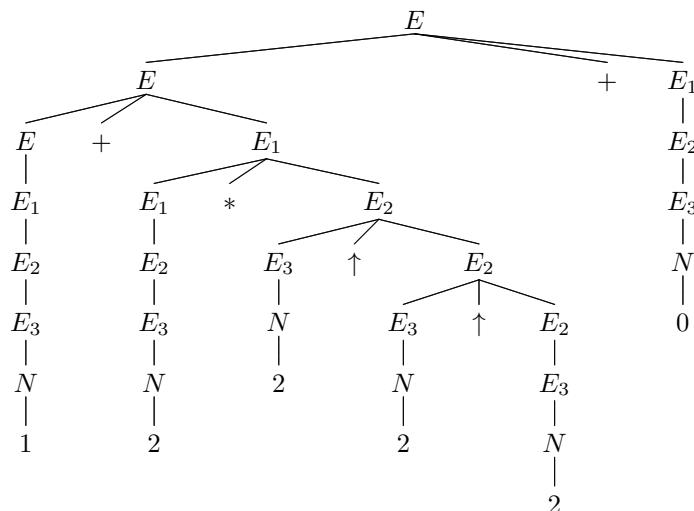 E
E + E₁
E + E₁ E₂
E₁ E₁ * E₂ E₃
E₂ E₂ E₃ ↑ E₂ N
E₃ E₃ N E₃ ↑ E₂ 0
N N 2 N E₃
1 2 2 N
2